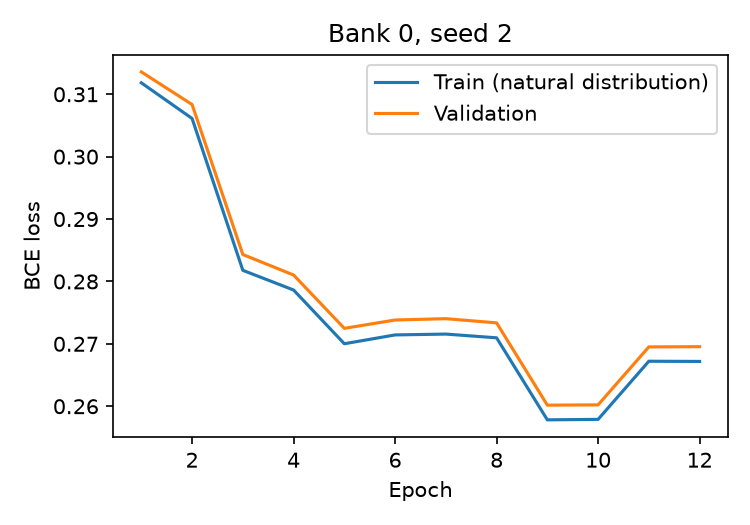 Bank 0, seed 2
Train (natural distribution)
Validation
BCE loss
0.31
0.30
0.29
0.28
0.27
0.26
2 4 6 8 10 12
Epoch